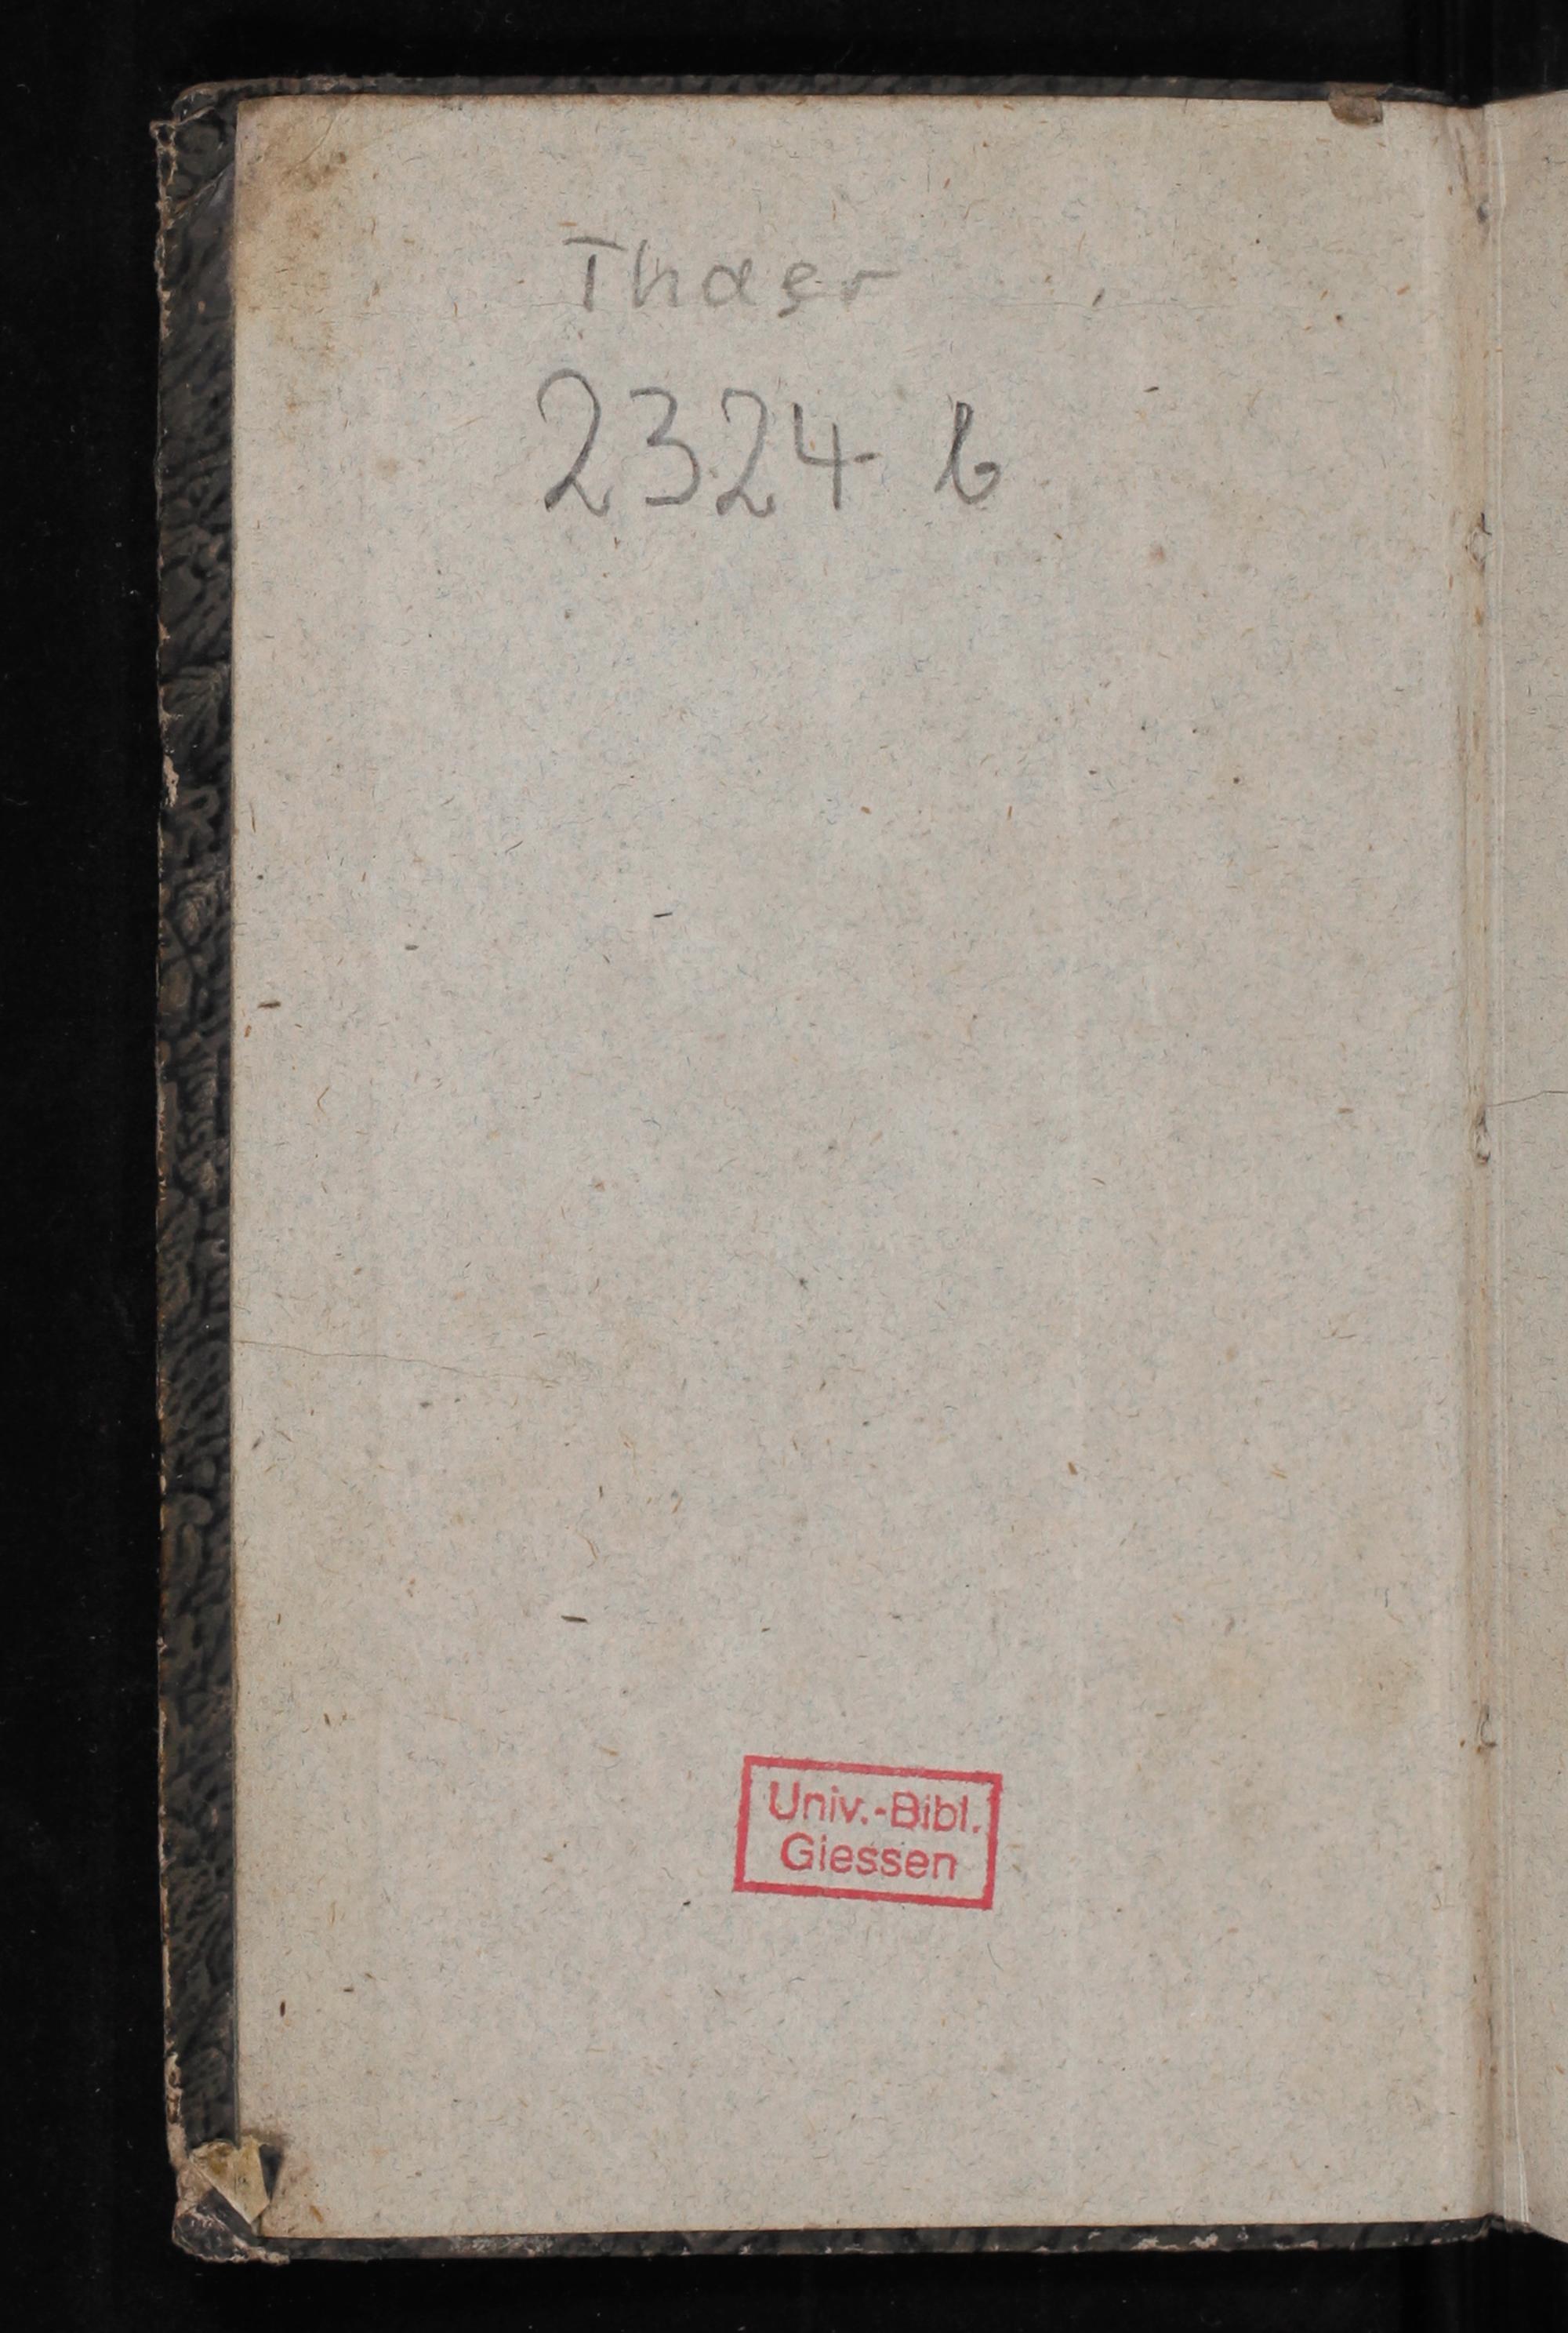 Thaer
2324 b
Univ.-Bibl.
Giessen